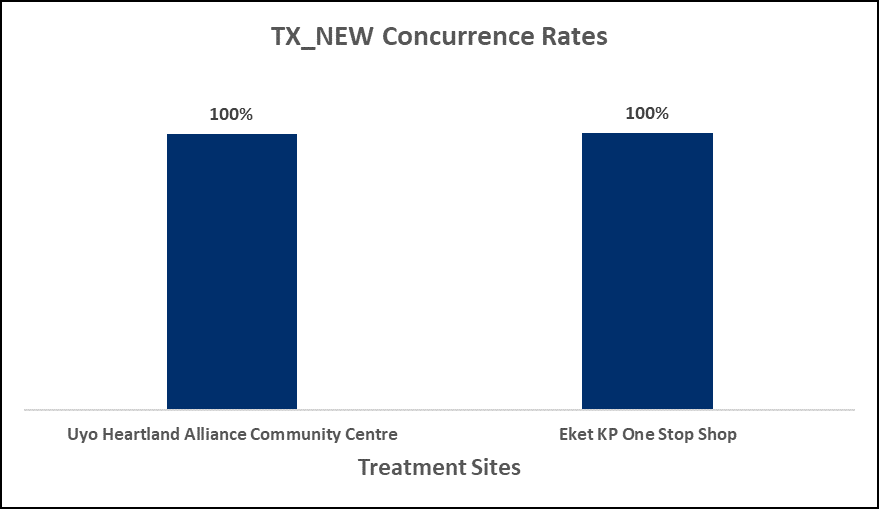 TX_NEW Concurrence Rates
100%
100%
Uyo Heartland Alliance Community Centre
Eket KP One Stop Shop
Treatment Sites